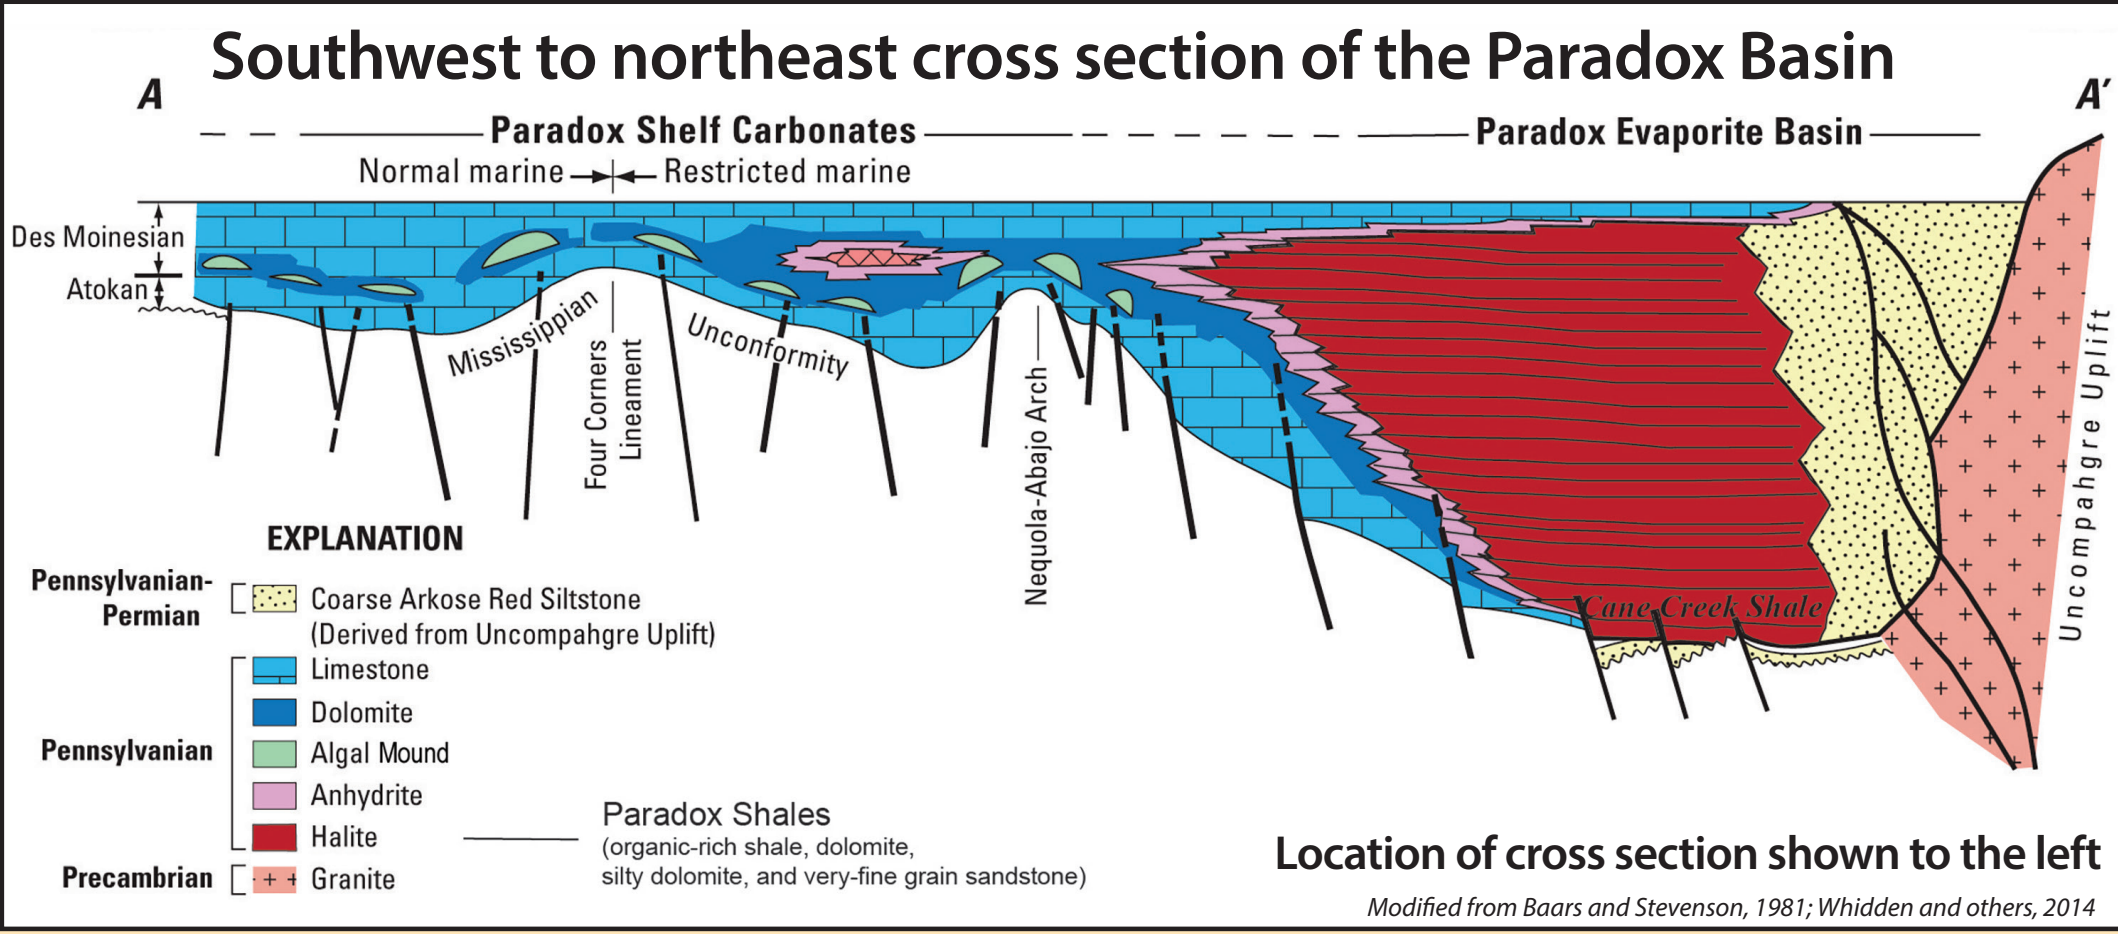 Southwest to northeast cross section of the Paradox Basin
A
A′
Paradox Shelf Carbonates
Paradox Evaporite Basin
Normal marine
Restricted marine
Des Moinesian
Atokan
Mississippian
Unconformity
Four Corners
Lineament
Nequola-Abajo Arch
Cane Creek Shale
Uncompahgre Uplift
EXPLANATION
Pennsylvanian-
Permian
Coarse Arkose Red Siltstone
(Derived from Uncompahgre Uplift)
Pennsylvanian
Limestone
Dolomite
Algal Mound
Anhydrite
Halite
Precambrian
Granite
Paradox Shales
(organic-rich shale, dolomite,
silty dolomite, and very-fine grain sandstone)
Location of cross section shown to the left
Modified from Baars and Stevenson, 1981; Whidden and others, 2014